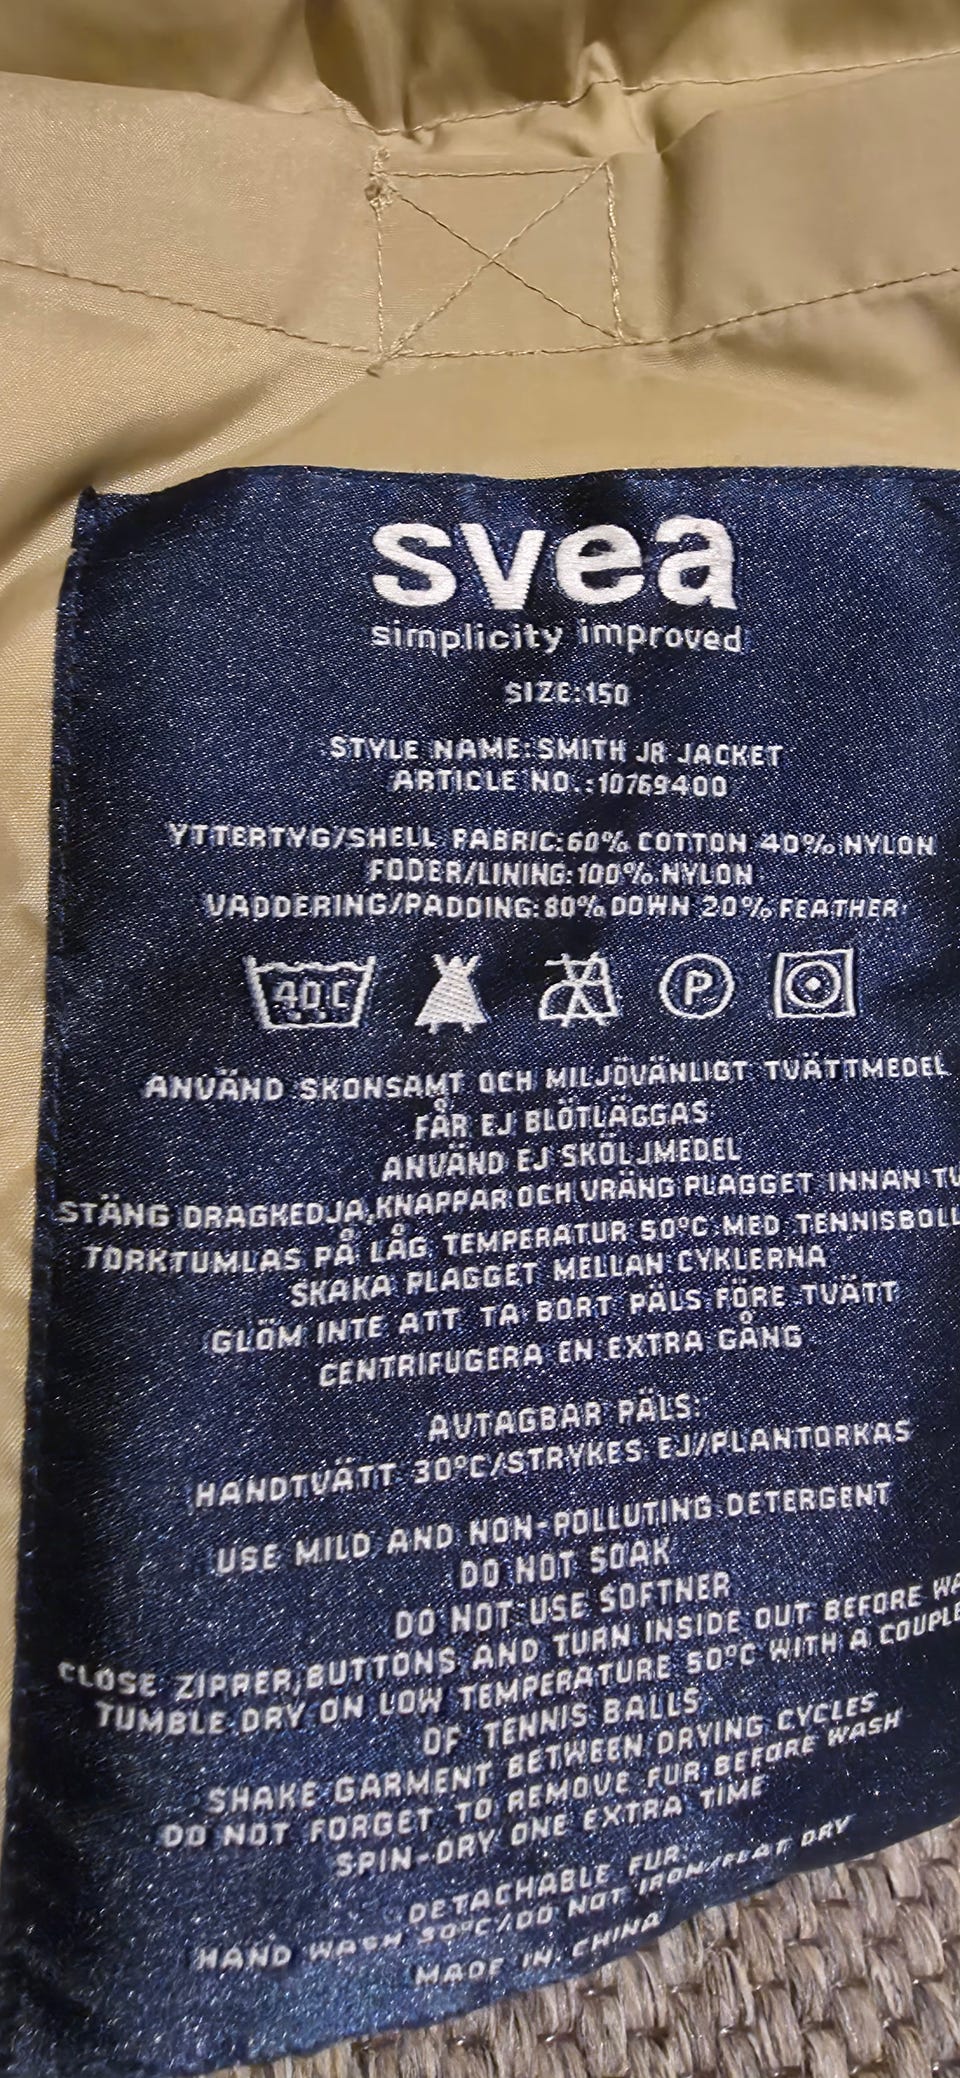 svea
simplicity improved
SIZE:150
STYLE NAME:SMITH JR JACKET
ARTICLE NO.:10769400
YTTERTYG/SHELL FABRIC:60% COTTON 40% NYLON
FODER/LINING:100% NYLON
VADDERING/PADDING:80% DOWN 20% FEATHER
40 C
P
ANVÄND SKONSAMT OCH MILJÖVÄNLIGT TVÄTTMEDEL
FÅR EJ BLÖTLÄGGAS
ANVÄND EJ SKÖLJMEDEL
STÄNG DRAGKEDJA,KNAPPAR OCH VRÄNG PLAGGET INNAN
TORKTUMLAS PÅ LÅG TEMPERATUR 50°C MED
SKAKA PLAGGET MELLAN CYKLERNA
GLÖM INTE ATT TA BORT PÄLS FÖRE TVÄTT
CENTRIFUGERA EN EXTRA GÅNG
AVTAGBAR PÄLS:
HANDTVÄTT 30°C/STRYKES EJ/PLANTORKAS
USE MILD AND NON-POLLUTING DETERGENT
DO NOT SOAK
DO NOT USE SOFTNER
CLOSE ZIPPER,BUTTONS AND TURN INSIDE OUT BEFORE
TUMBLE DRY ON LOW TEMPERATURE 50°C WITH A COUPLE
OF TENNIS BALLS
SHAKE GARMENT BETWEEN DRYING CYCLES
DO NOT FORGET TO REMOVE FUR BEFORE WASH
SPIN-DRY ONE EXTRA TIME
DETACHABLE FUR:
HAND WASH 30°C/DO NOT IRON/FLAT DRY
MADE IN CHINA